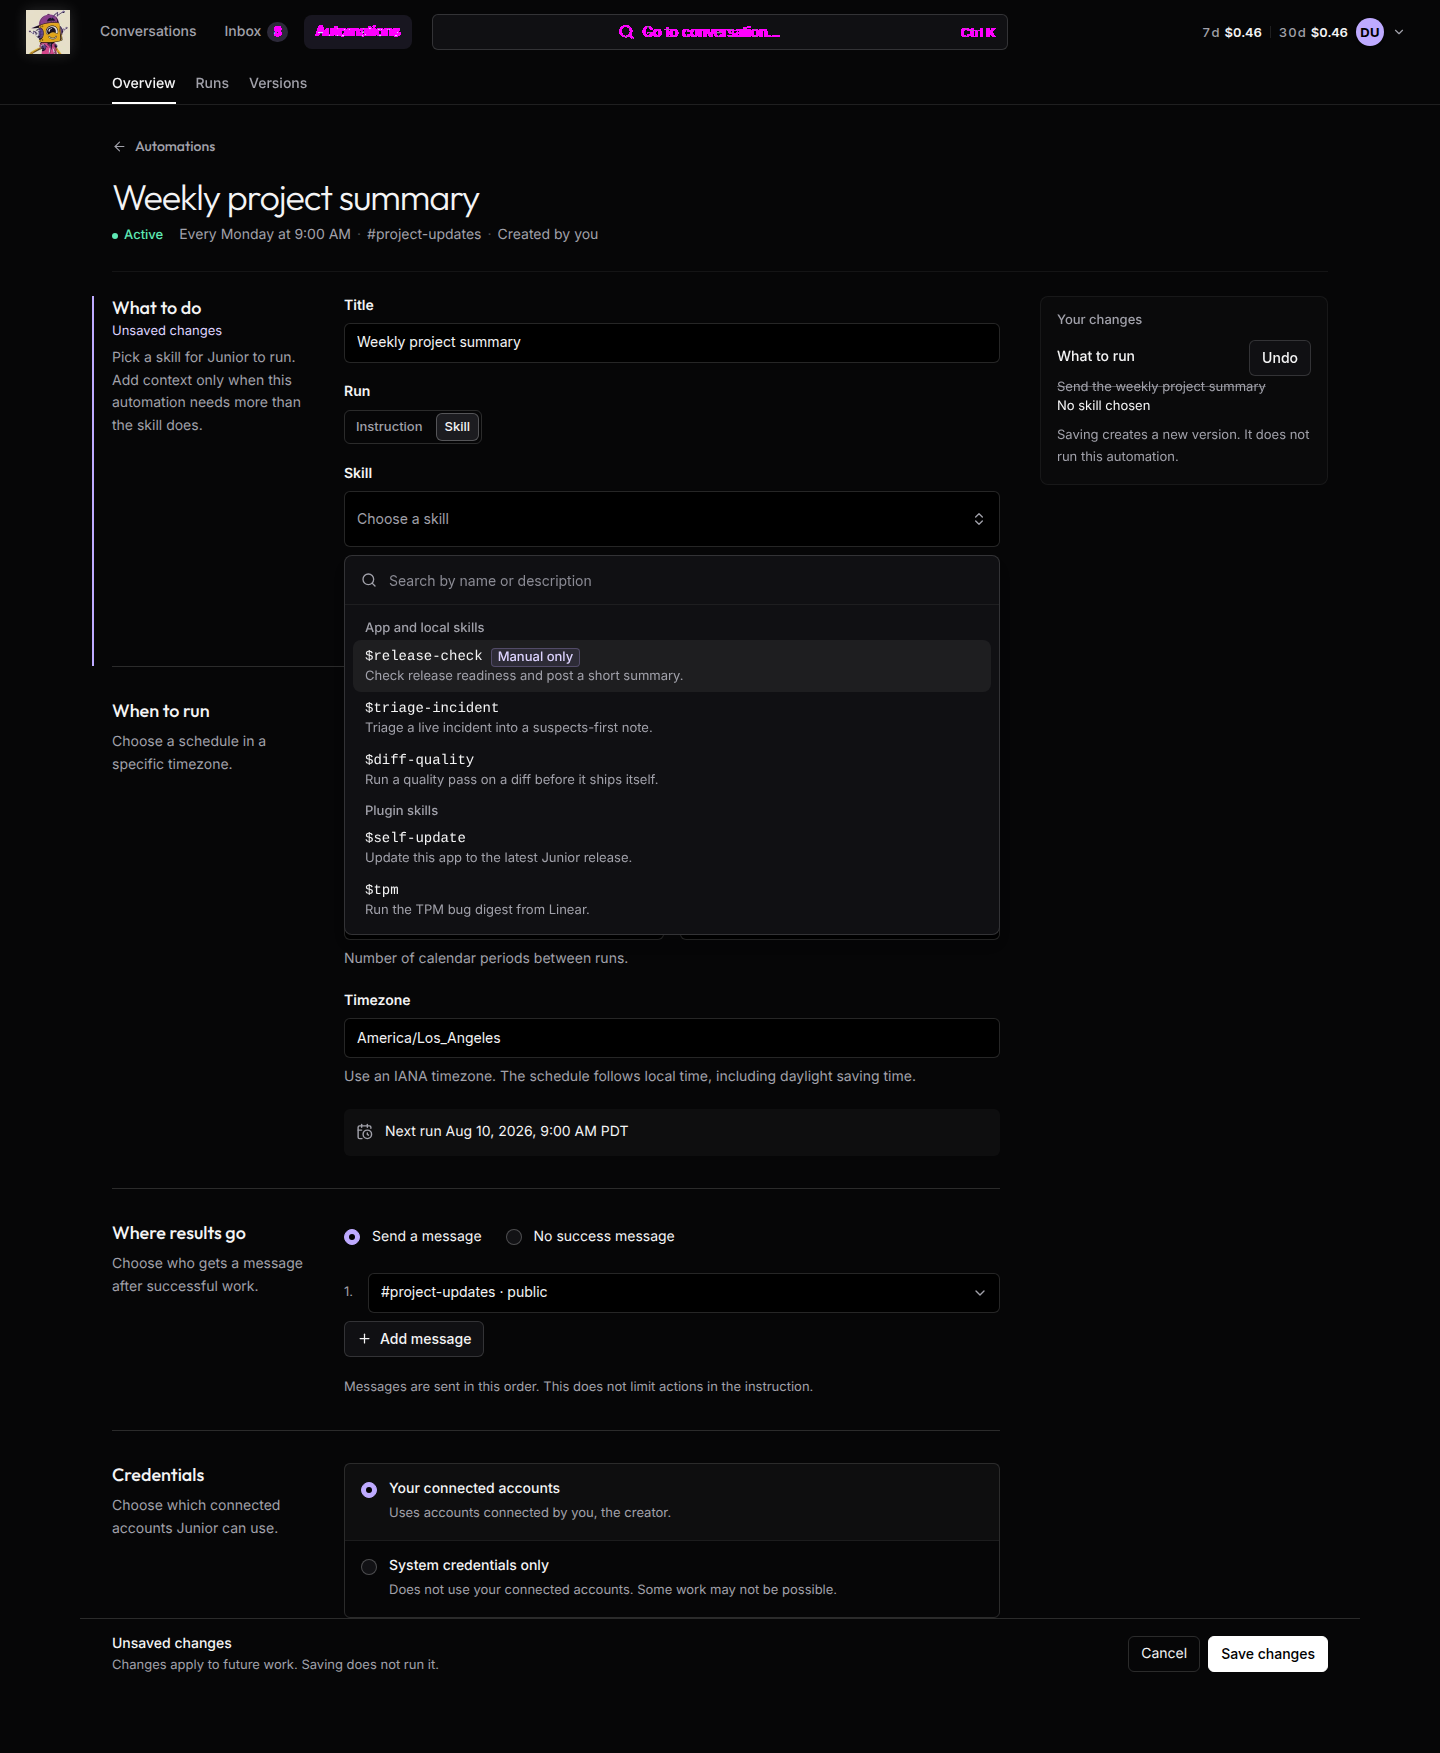 Conversations
Inbox 8
Automations
Go to conversation...
Ctrl K
7d $0.46
30d $0.46
DU
Overview
Runs
Versions
Automations
Weekly project summary
Active
Every Monday at 9:00 AM · #project-updates · Created by you
What to do
Unsaved changes
Pick a skill for Junior to run.
Add context only when this
automation needs more than
the skill does.
Title
Weekly project summary
Run
Instruction
Skill
Skill
Choose a skill
Search by name or description
App and local skills
$release-check Manual only
Check release readiness and post a short summary.
$triage-incident
Triage a live incident into a suspects-first note.
$diff-quality
Run a quality pass on a diff before it ships itself.
Plugin skills
$self-update
Update this app to the latest Junior release.
$tpm
Run the TPM bug digest from Linear.
Your changes
What to run
Undo
Send the weekly project summary
No skill chosen
Saving creates a new version. It does not
run this automation.
When to run
Choose a schedule in a
specific timezone.
Number of calendar periods between runs.
Timezone
America/Los_Angeles
Use an IANA timezone. The schedule follows local time, including daylight saving time.
Next run Aug 10, 2026, 9:00 AM PDT
Where results go
Choose who gets a message
after successful work.
Send a message
No success message
1.
#project-updates · public
Add message
Messages are sent in this order. This does not limit actions in the instruction.
Credentials
Choose which connected
accounts Junior can use.
Your connected accounts
Uses accounts connected by you, the creator.
System credentials only
Does not use your connected accounts. Some work may not be possible.
Unsaved changes
Changes apply to future work. Saving does not run it.
Cancel
Save changes